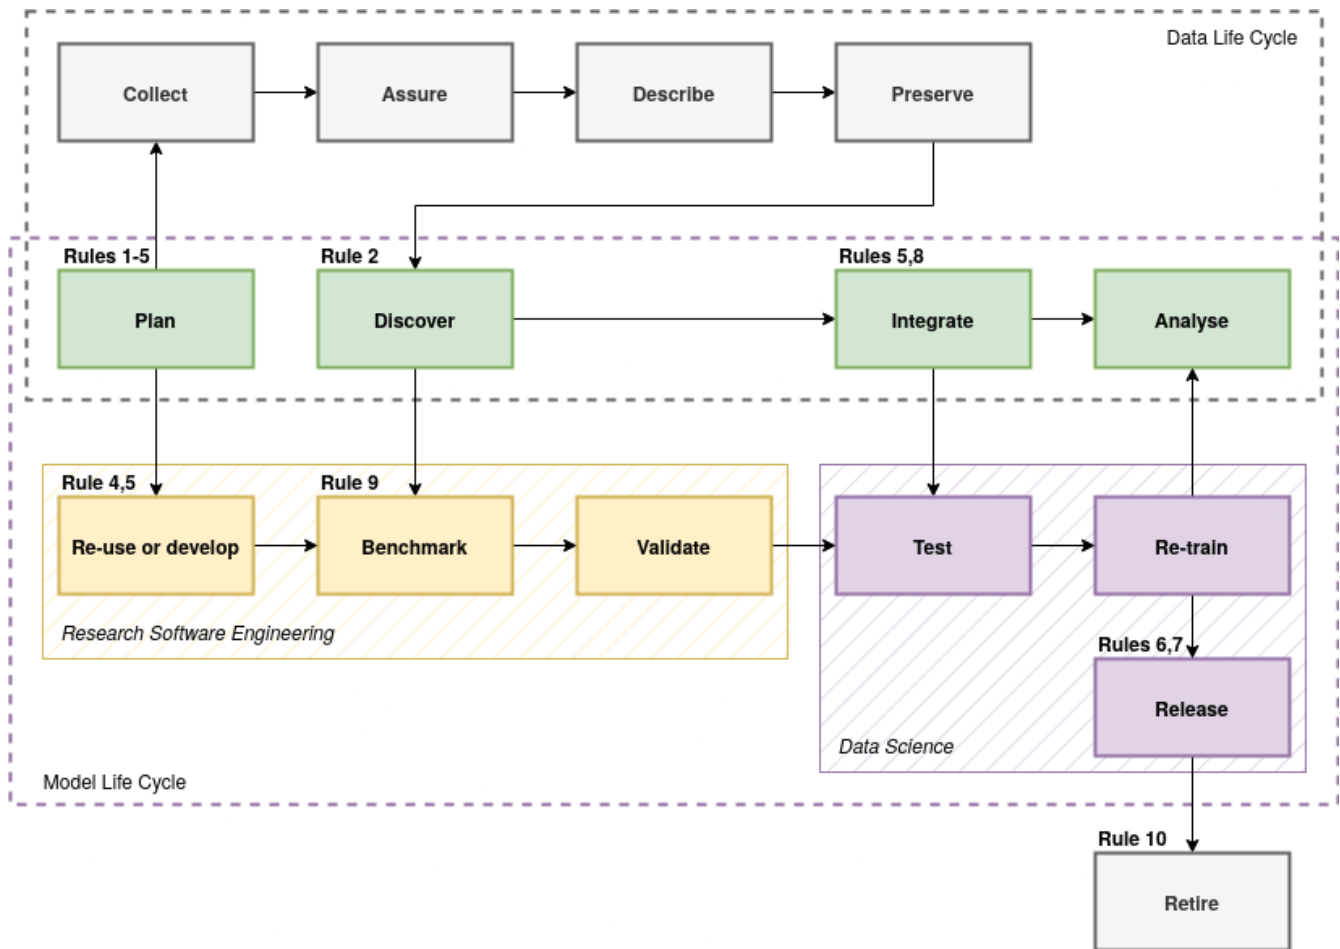 Data Life Cycle
Collect
Assure
Describe
Preserve
Rules 1-5
Rule 2
Rules 5,8
Plan
Discover
Integrate
Analyse
Rule 4,5
Rule 9
Re-use or develop
Benchmark
Validate
Test
Re-train
Research Software Engineering
Rules 6,7
Release
Data Science
Model Life Cycle
Rule 10
Retire